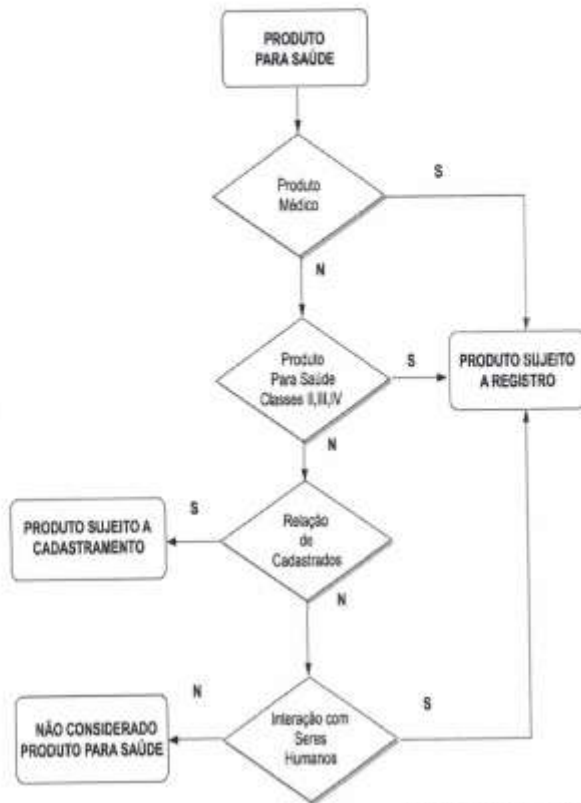 PRODUTO
PARA SAÚDE
Produto
Médico
S
N
Produto
Para Saúde
Classes II,III,IV
S
PRODUTO SUJEITO
A REGISTRO
N
PRODUTO SUJEITO A
CADASTRAMENTO
S
Relação
de
Cadastrados
N
NÃO CONSIDERADO
PRODUTO PARA SAÚDE
N
Interação com
Seres
Humanos
S